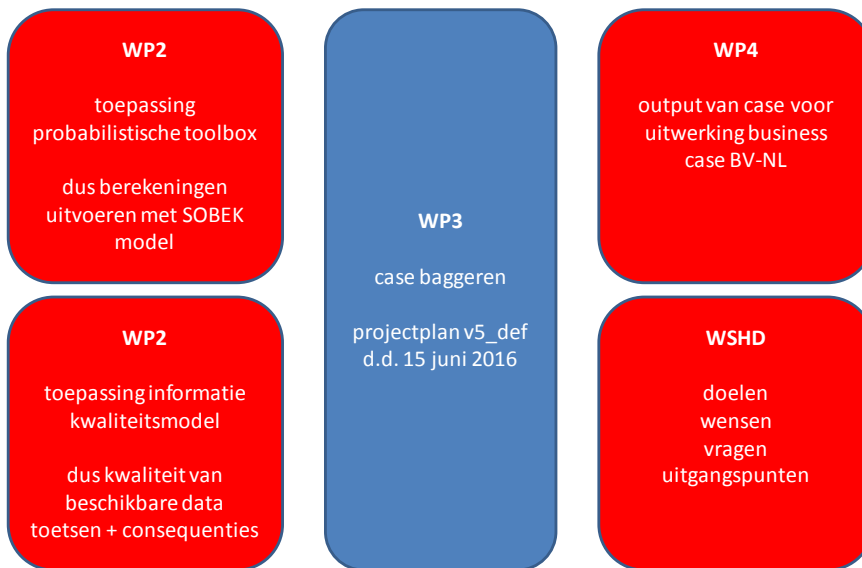 WP2
toepassing
probabilistische toolbox
dus berekeningen
uitvoeren met SOBEK
model
WP2
toepassing informatie
kwaliteitsmodel
dus kwaliteit van
beschikbare data
toetsen + consequenties
WP3
case baggeren
projectplan v5_def
d.d. 15 juni 2016
WP4
output van case voor
uitwerking business
case BV-NL
WSHD
doelen
wensen
vragen
uitgangspunten